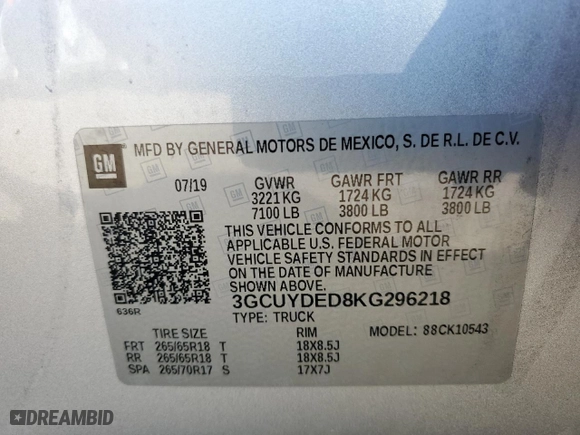 GM MFD BY GENERAL MOTORS DE MEXICO, S. DE R.L. DE C.V.
07/19 GVWR GAWR FRT GAWR RR
3221 KG 1724 KG 1724 KG
7100 LB 3800 LB 3800 LB
THIS VEHICLE CONFORMS TO ALL
APPLICABLE U.S. FEDERAL MOTOR
VEHICLE SAFETY STANDARDS IN EFFECT
ON THE DATE OF MANUFACTURE
SHOWN ABOVE.
636R 3GCUYDED8KG296218
TYPE: TRUCK MODEL: 88CK10543
TIRE SIZE RIM
FRT 265/65R18 T 18X8.5J
RR 265/65R18 T 18X8.5J
SPA 265/70R17 S 17X7J
DREAMBID